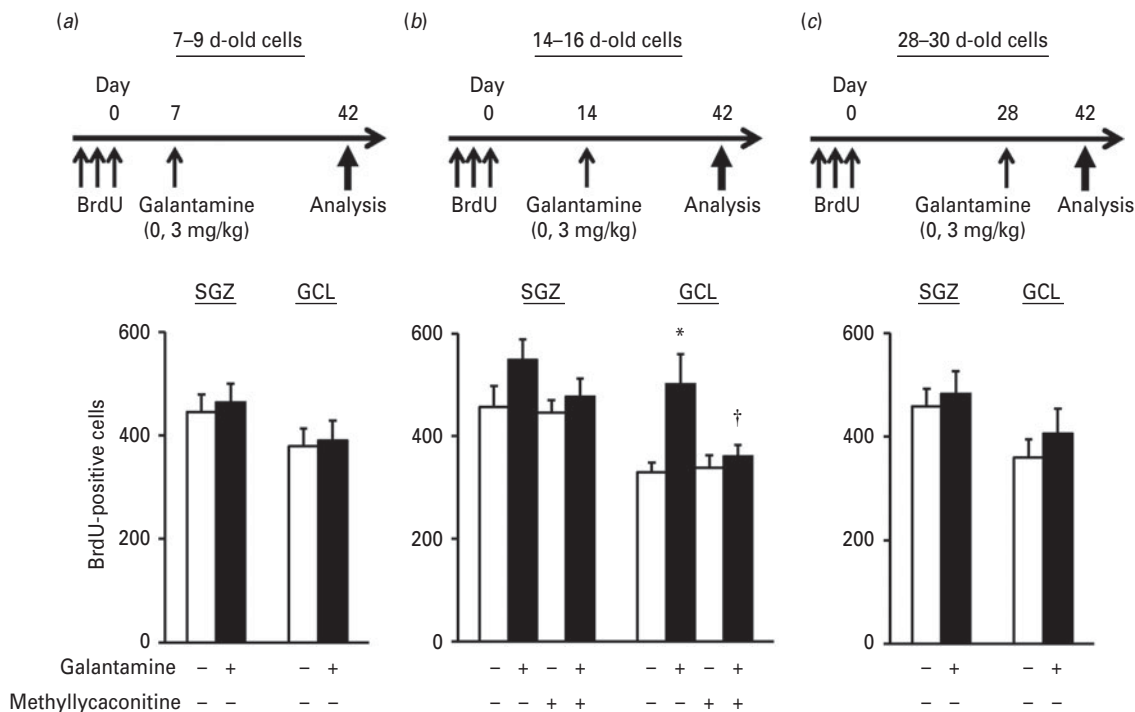 (a) (b) (c)
7–9 d-old cells 14–16 d-old cells 28–30 d-old cells
Day Day Day
0 7 42 0 14 42 0 28 42
BrdU Galantamine Analysis BrdU Galantamine Analysis BrdU Galantamine Analysis
(0, 3 mg/kg) (0, 3 mg/kg) (0, 3 mg/kg)
SGZ GCL SGZ GCL SGZ GCL
600 600 600
* †
400 400 400
200 200 200
0 0 0
BrdU-positive cells
Galantamine – + – + – + – + – + – + – + – +
Methyllycaconitine – – – – – – + + – – + + – – – –